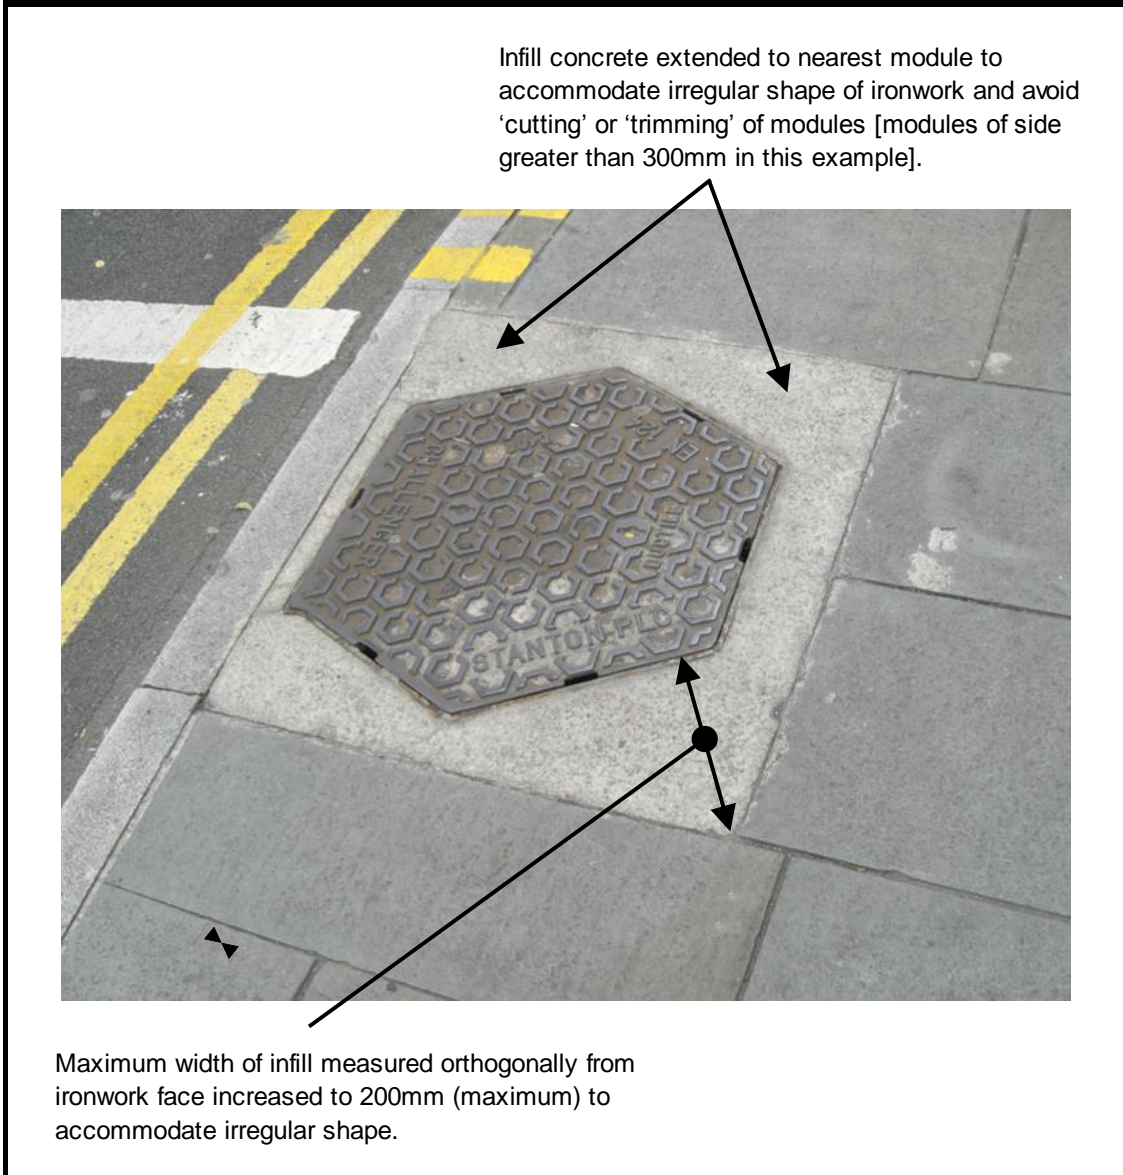 Infill concrete extended to nearest module to
accommodate irregular shape of ironwork and avoid
‘cutting’ or ‘trimming’ of modules [modules of side
greater than 300mm in this example].
EN 124
CHALLENGER
STANTON PLC
Maximum width of infill measured orthogonally from
ironwork face increased to 200mm (maximum) to
accommodate irregular shape.